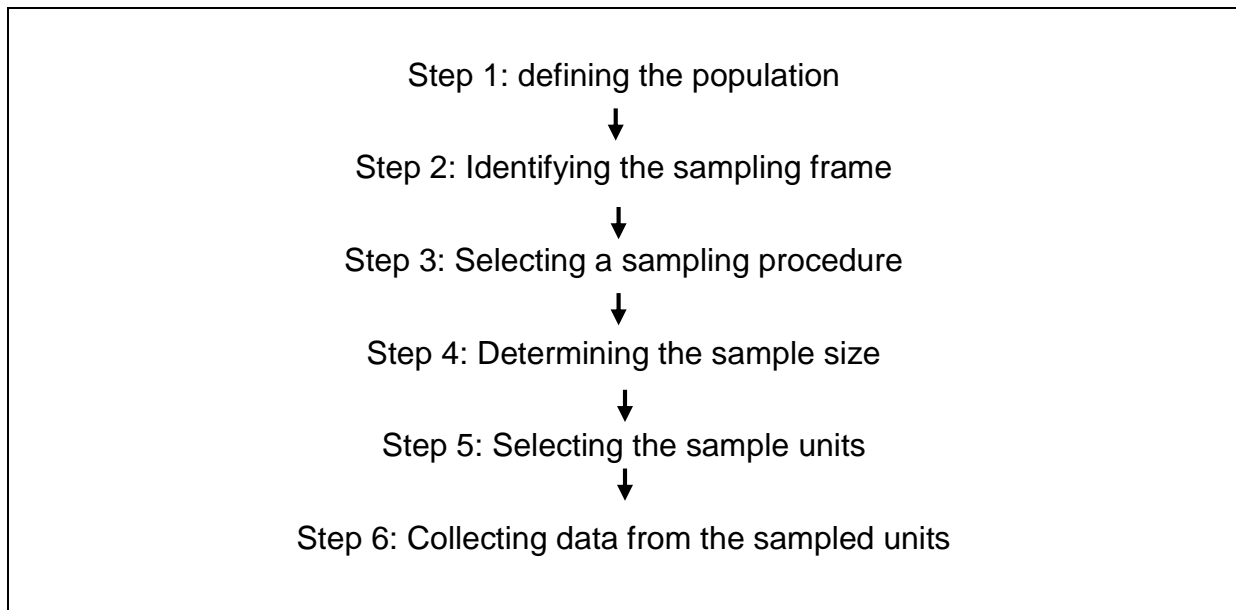 Step 1: defining the population
Step 2: Identifying the sampling frame
Step 3: Selecting a sampling procedure
Step 4: Determining the sample size
Step 5: Selecting the sample units
Step 6: Collecting data from the sampled units